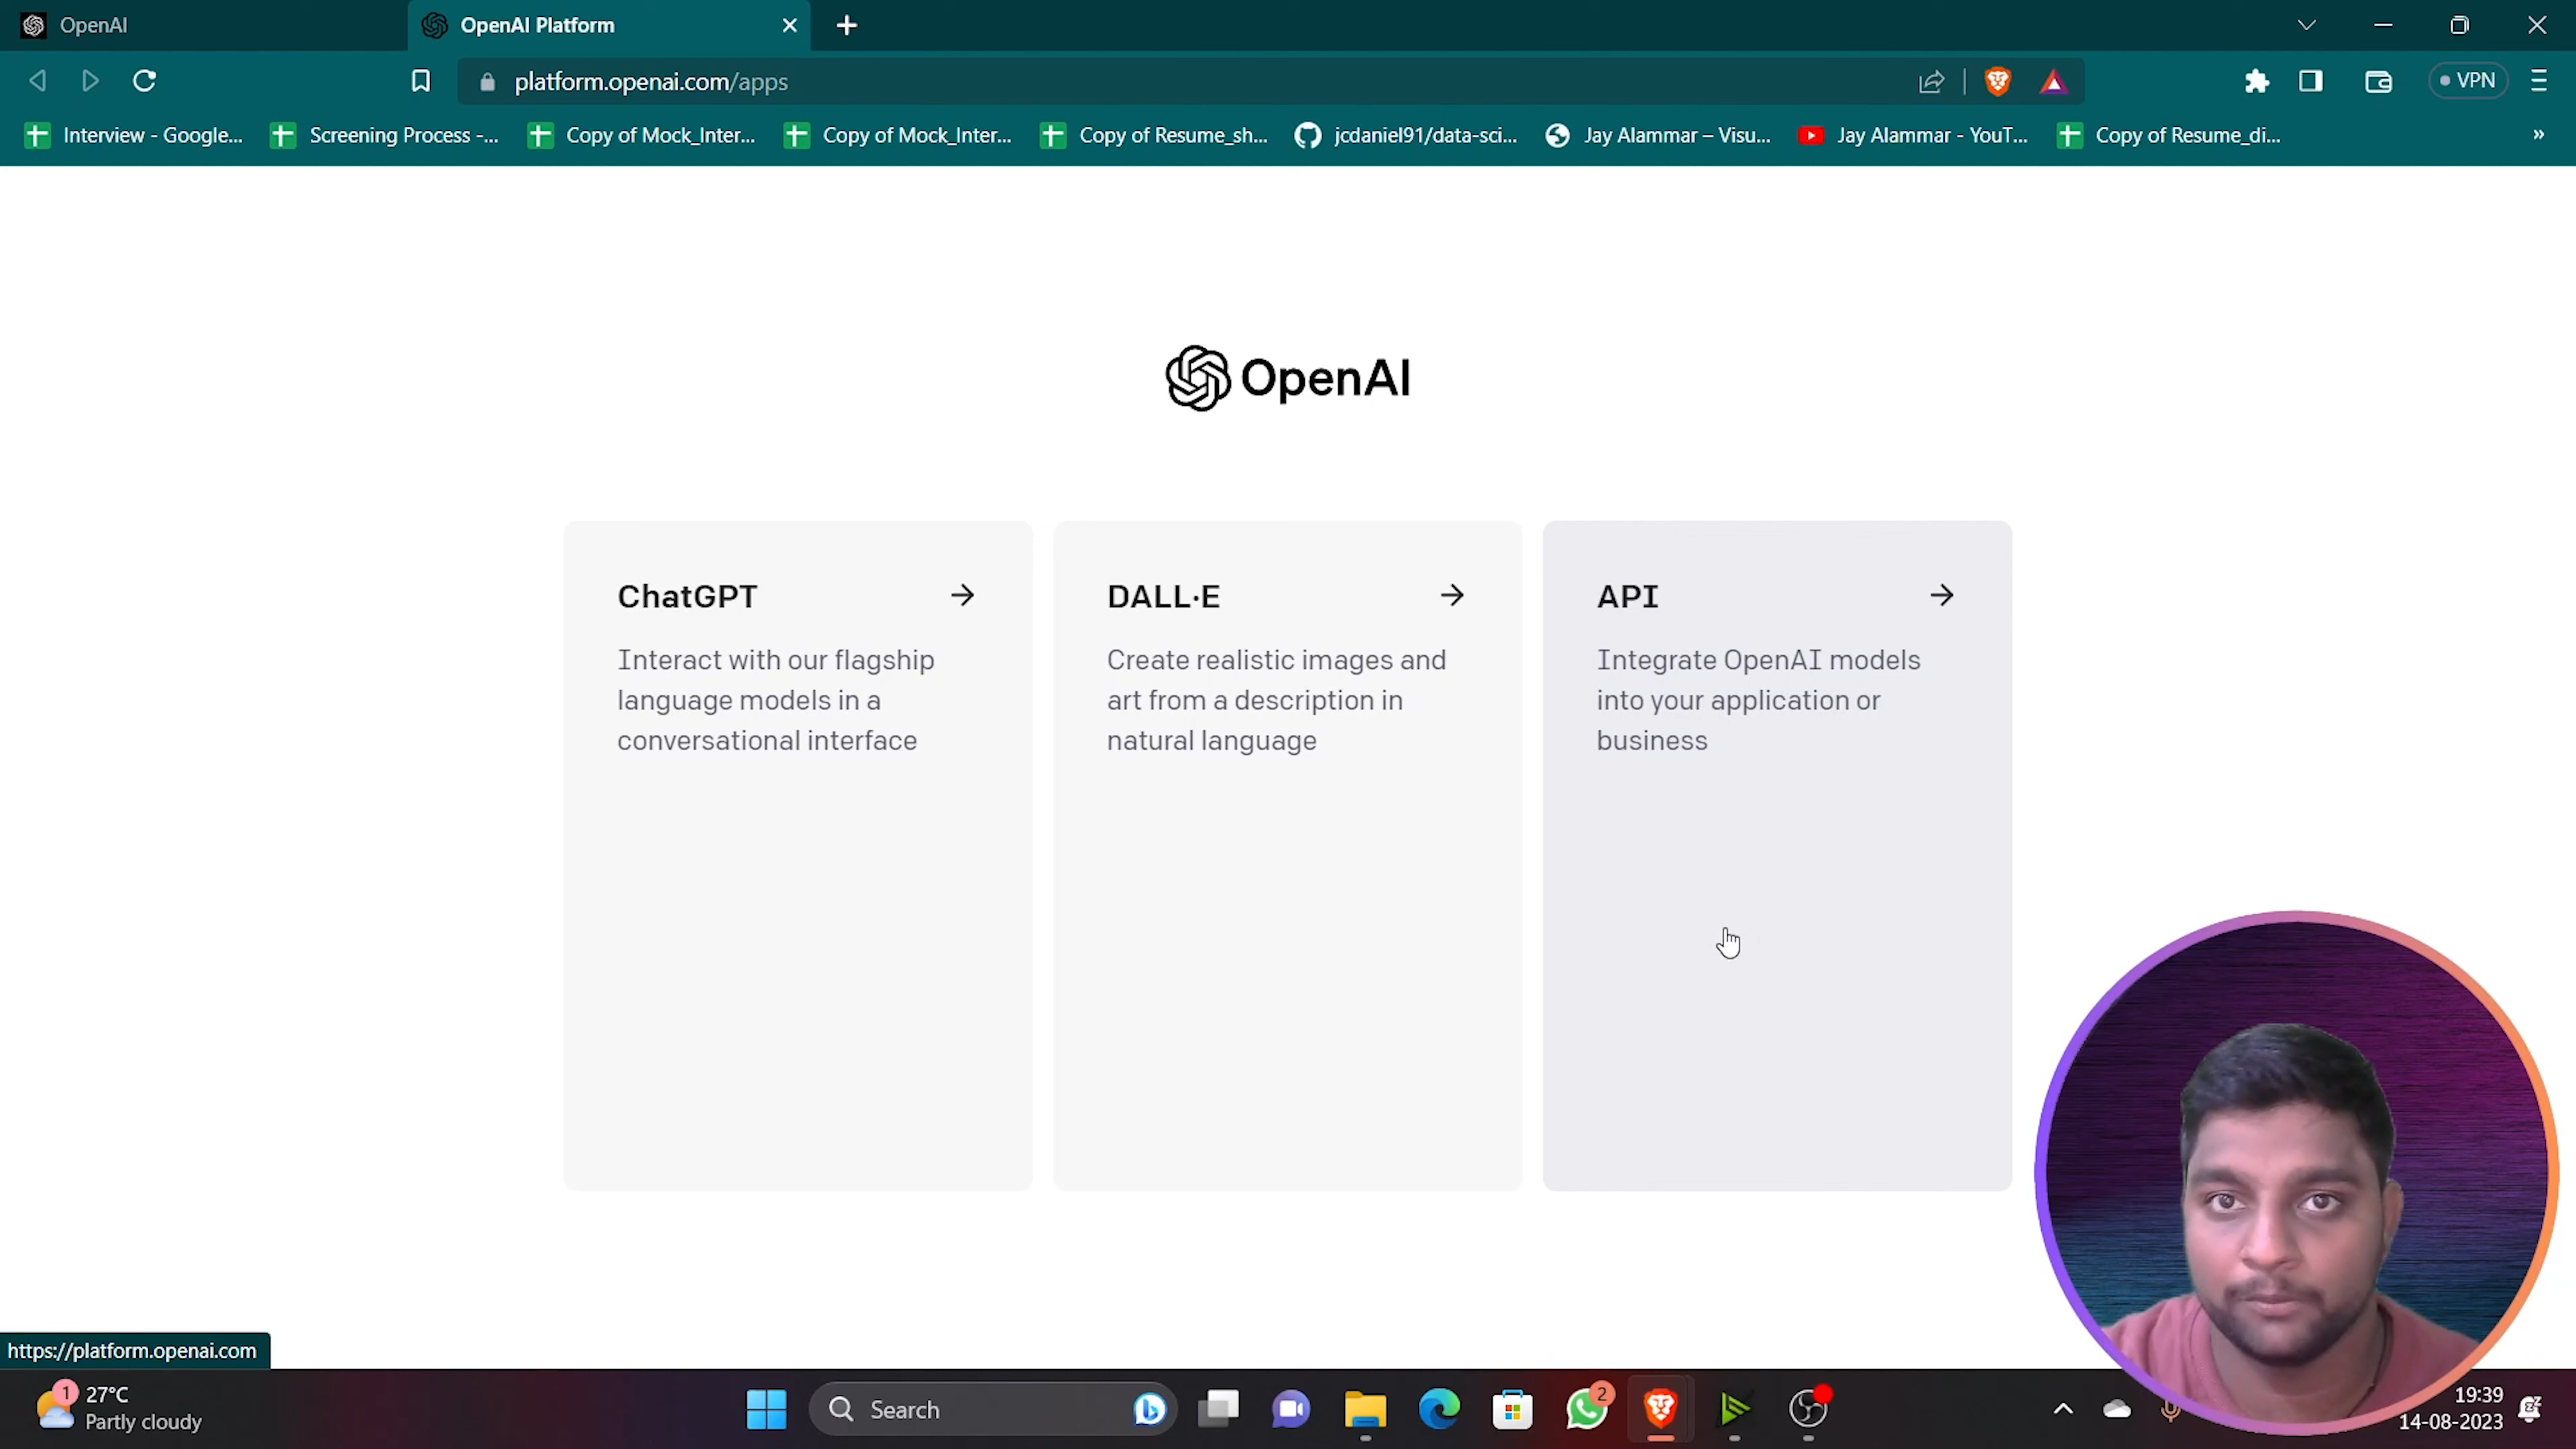 OpenAI
OpenAI Platform
platform.openai.com/apps
VPN
Interview - Google...
Screening Process -...
Copy of Mock_Inter...
Copy of Mock_Inter...
Copy of Resume_sh...
jcdaniel91/data-sci...
Jay Alammar – Visu...
Jay Alammar - YouT...
Copy of Resume_di...
OpenAI
ChatGPT
Interact with our flagship
language models in a
conversational interface
DALL·E
Create realistic images and
art from a description in
natural language
API
Integrate OpenAI models
into your application or
business
https://platform.openai.com
1
27°C
Partly cloudy
Search
2
19:39
14-08-2023